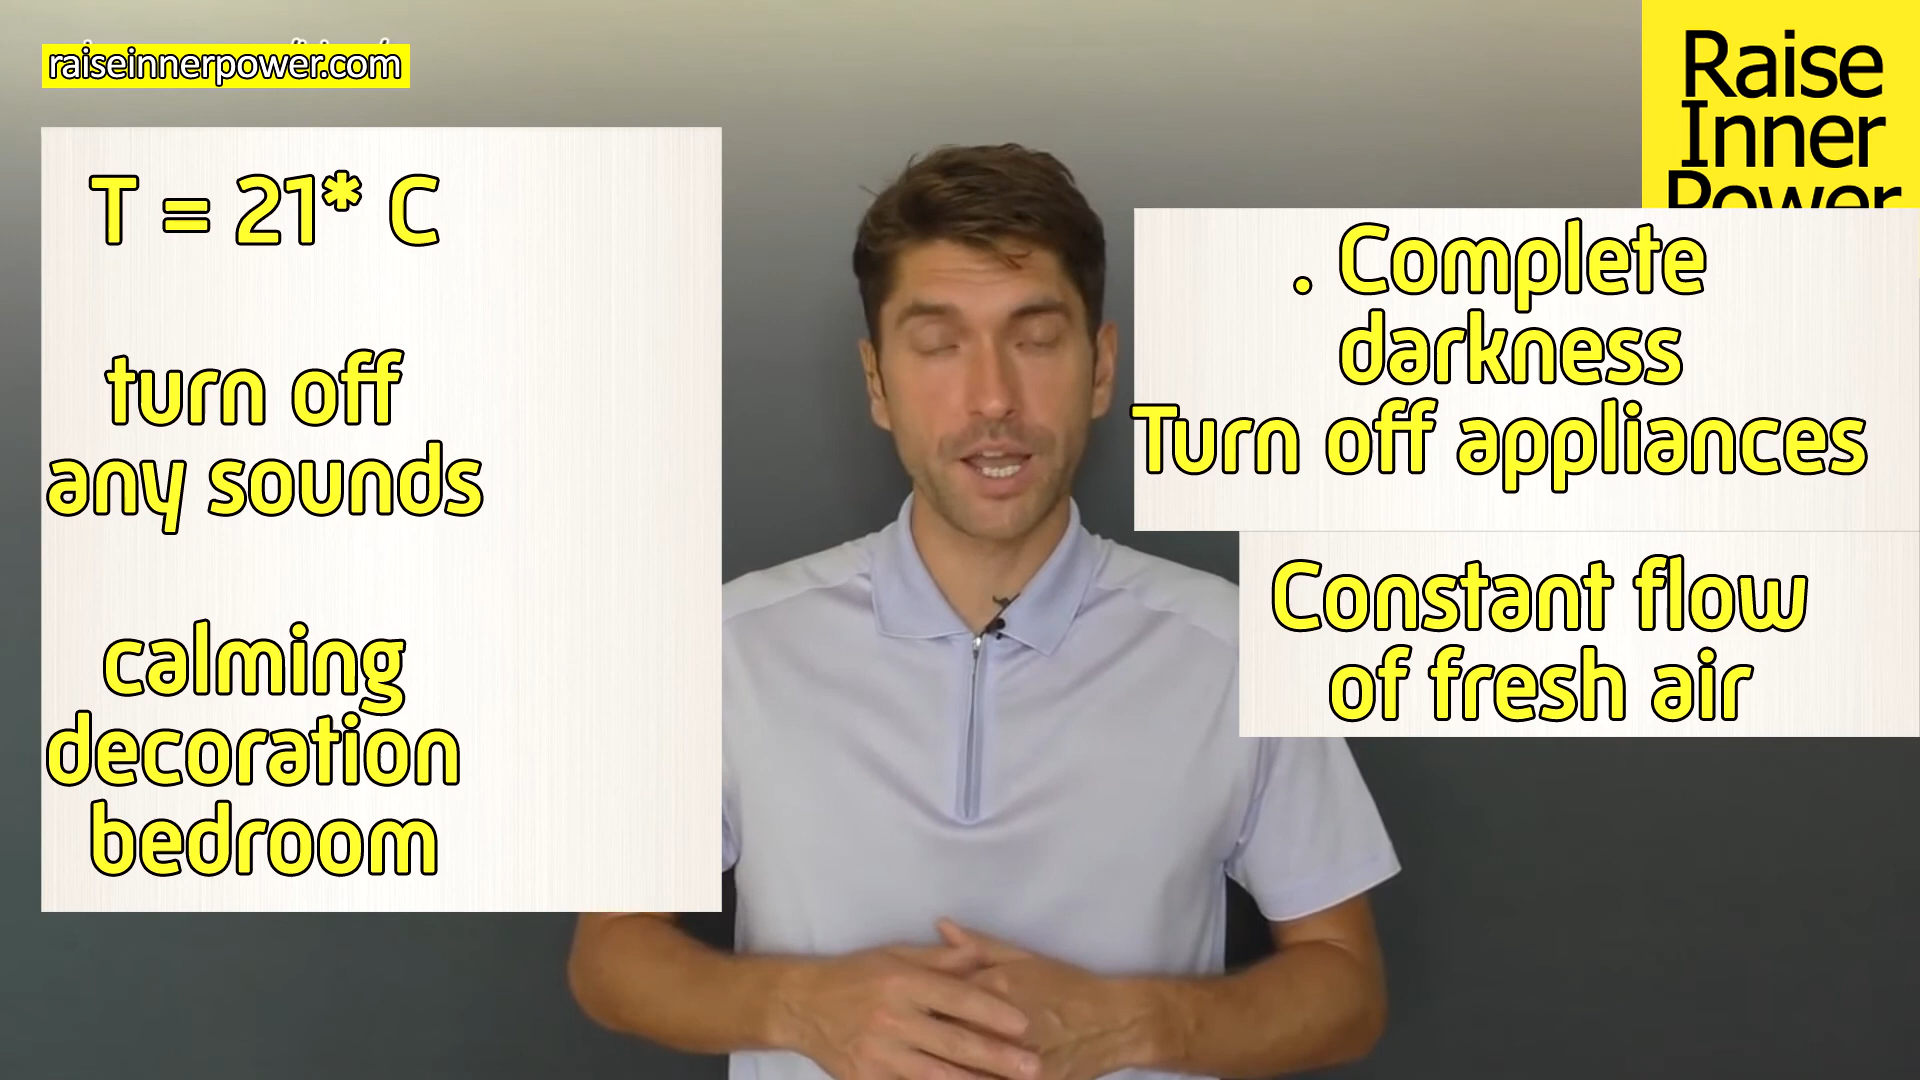 raiseinnerpower.com
T = 21* C
turn off
any sounds
calming
decoration
bedroom
Raise
Inner
Power
. Complete
darkness
Turn off appliances
Constant flow
of fresh air